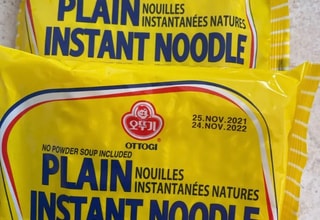 PLAIN NOUILLES
INSTANTANÉES NATURES
INSTANT NOODLE
오뚜기
OTTOGI
25.NOV.2021
24.NOV.2022
NO POWDER SOUP INCLUDED
PLAIN NOUILLES
INSTANTANÉES NATURES
INSTANT NOODLE